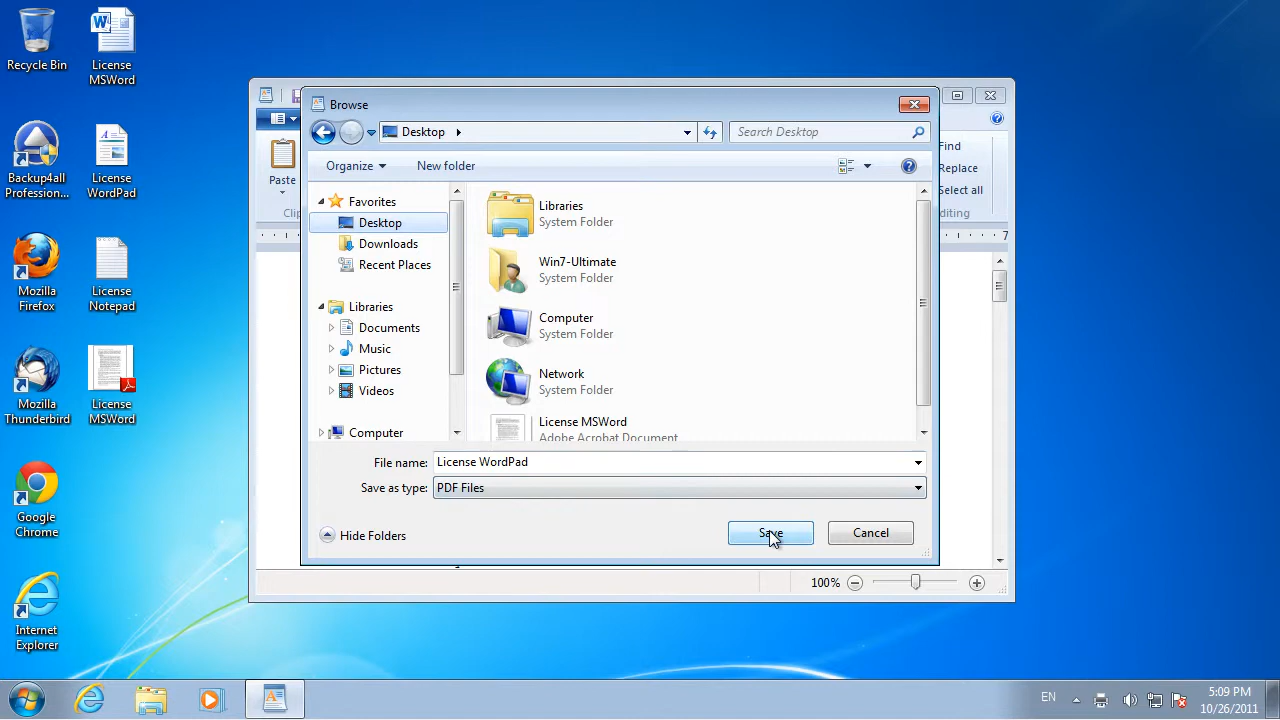 Recycle Bin
License
MSWord
Backup4all
Profession...
License
WordPad
Mozilla
Firefox
License
Notepad
Mozilla
Thunderbird
License
MSWord
Google
Chrome
Internet
Explorer
Browse
Desktop
Search Desktop
Organize
New folder
Favorites
Desktop
Downloads
Recent Places
Libraries
Documents
Music
Pictures
Videos
Computer
Libraries
System Folder
Win7-Ultimate
System Folder
Computer
System Folder
Network
System Folder
License MSWord
Adobe Acrobat Document
File name: License WordPad
Save as type: PDF Files
Hide Folders
Save
Cancel
Paste
Clip
Find
Replace
Select all
Editing
7
100%
EN
5:09 PM
10/26/2011